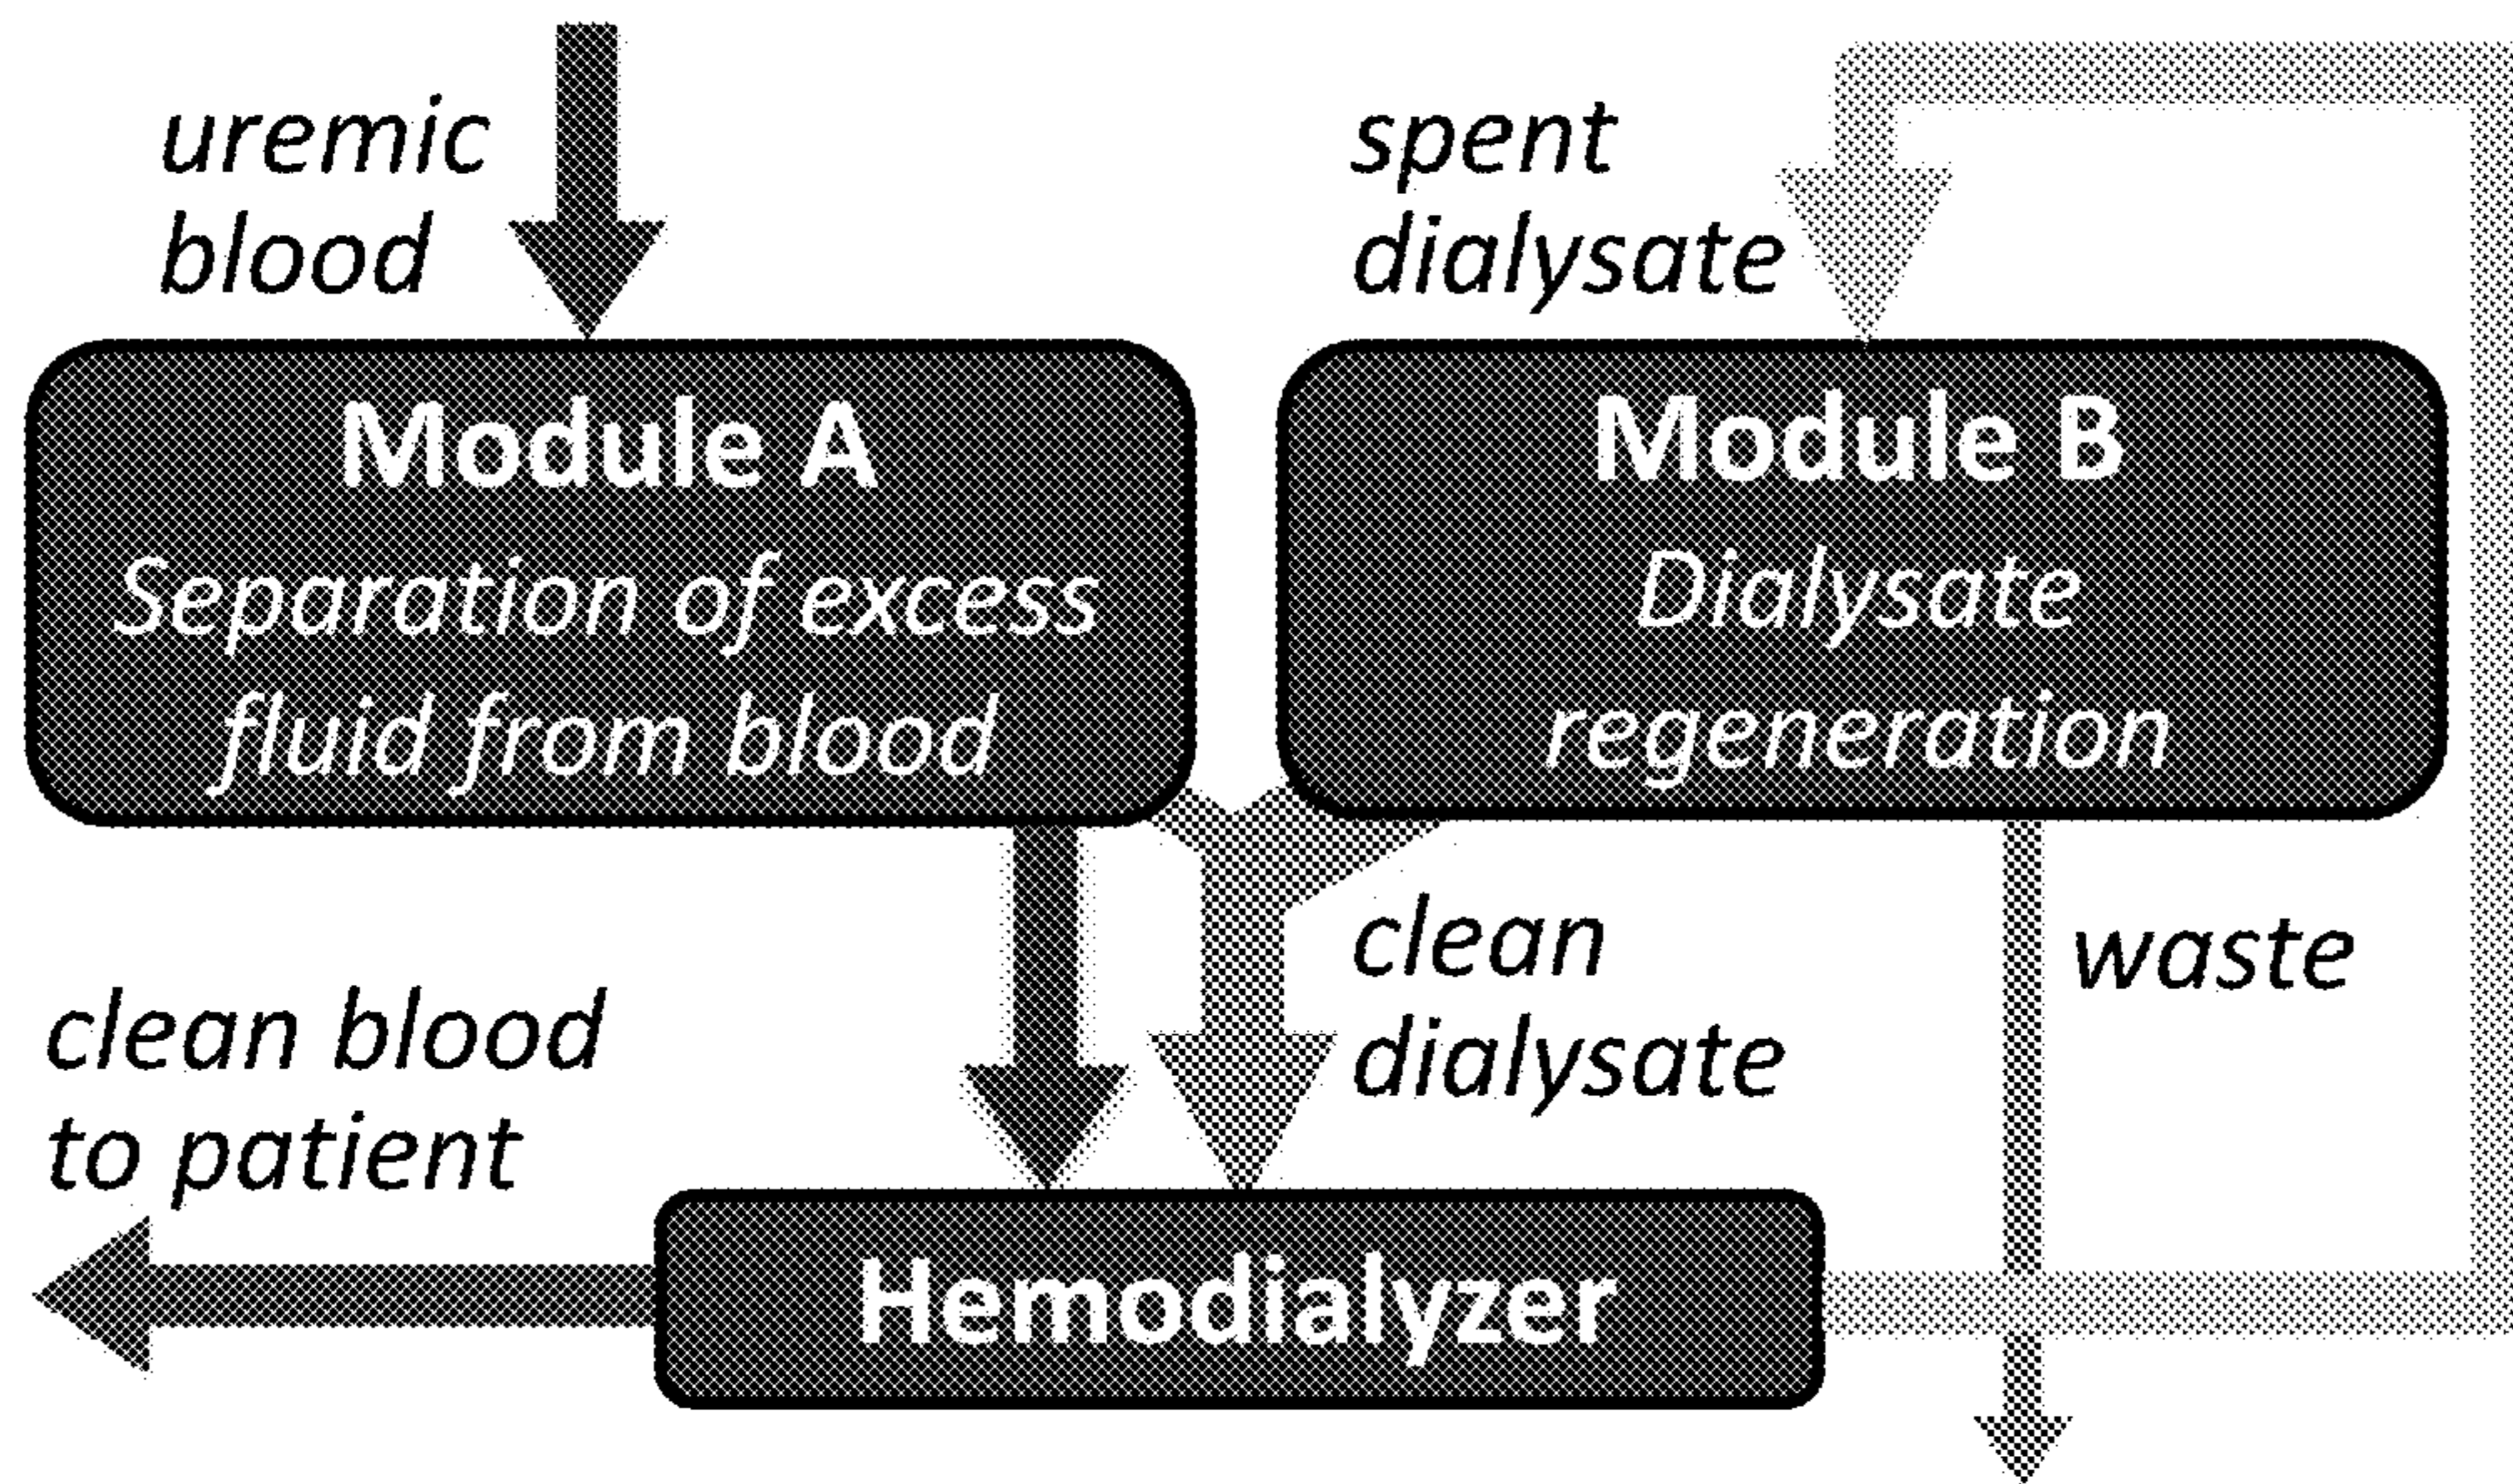 uremic
blood
spent
dialysate
Module A
Separation of excess
fluid from blood
Module B
Dialysate
regeneration
clean
dialysate
waste
clean blood
to patient
Hemodialyzer